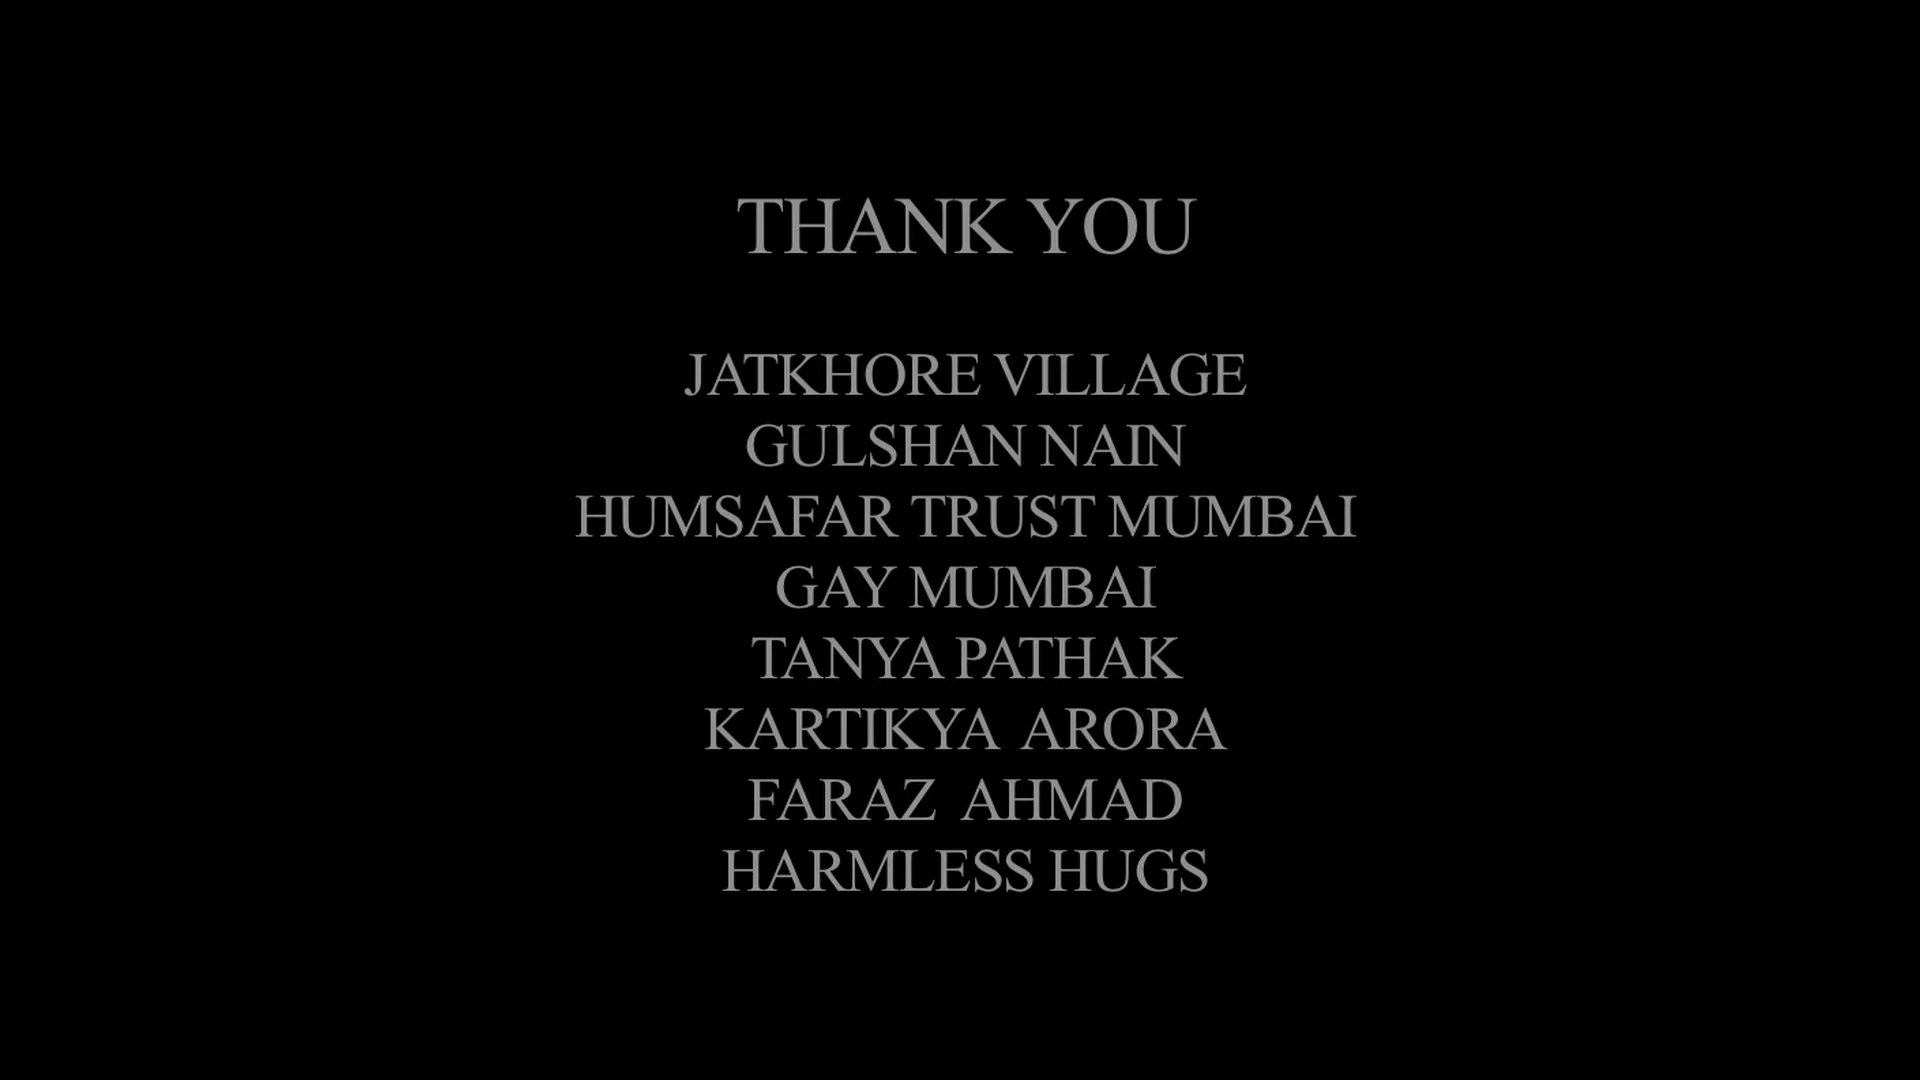 THANK YOU
JATKHORE VILLAGE
GULSHAN NAIN
HUMSAFAR TRUST MUMBAI
GAY MUMBAI
TANYA PATHAK
KARTIKYA ARORA
FARAZ AHMAD
HARMLESS HUGS